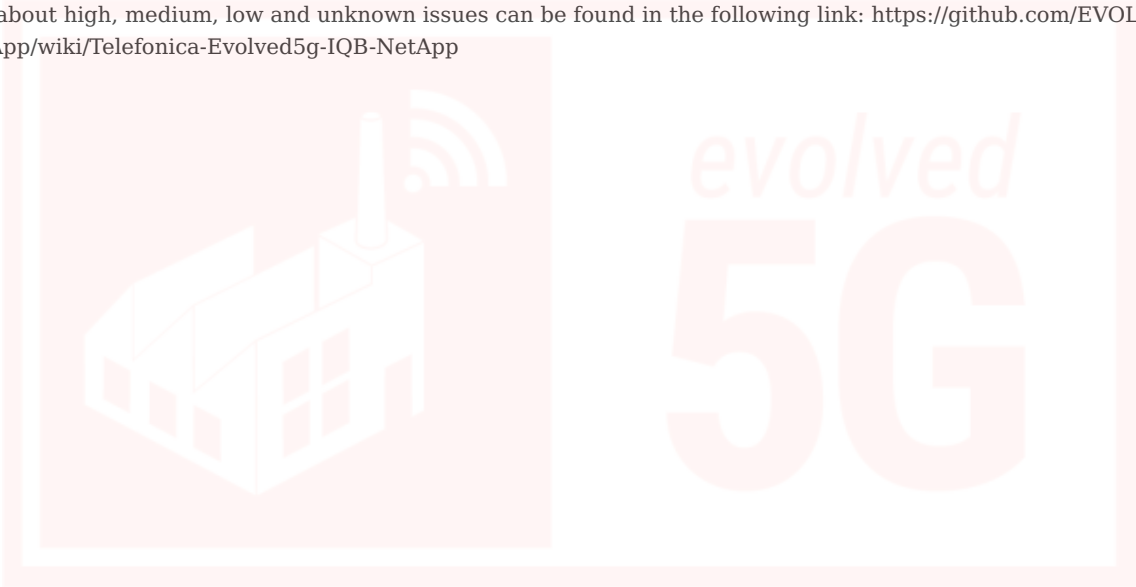 about high, medium, low and unknown issues can be found in the following link: https://github.com/EVOL
App/wiki/Telefonica-Evolved5g-IQB-NetApp
evolved
5G